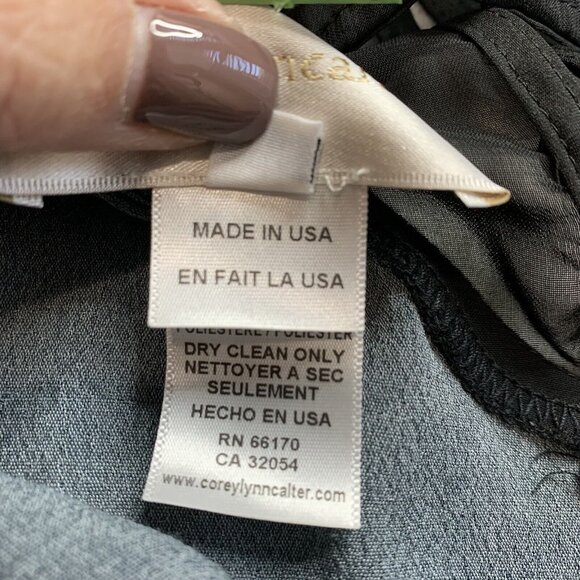 MADE IN USA
EN FAIT LA USA
POLIESTER/POLYESTER
DRY CLEAN ONLY
NETTOYER A SEC
SEULEMENT
HECHO EN USA
RN 66170
CA 32054
www.coreylynncalter.com